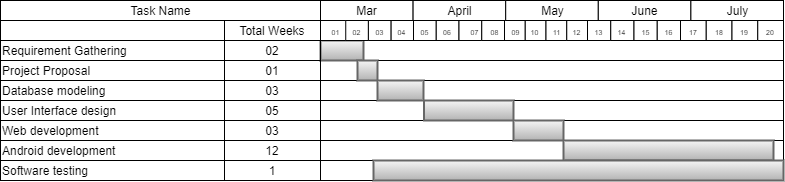 Task Name Mar April May June July
Total Weeks 01 02 03 04 05 06 07 08 09 10 11 12 13 14 15 16 17 18 19 20
Requirement Gathering 02
Project Proposal 01
Database modeling 03
User Interface design 05
Web development 03
Android development 12
Software testing 1